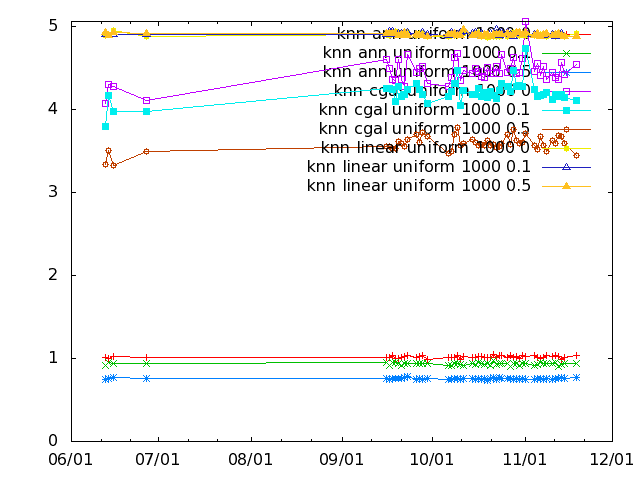 5
4
3
2
1
0
knn ann uniform 1000 0
knn ann uniform 1000 0.1
knn ann uniform 1000 0.5
knn cgal uniform 1000 0
knn cgal uniform 1000 0.1
knn cgal uniform 1000 0.5
knn linear uniform 1000 0
knn linear uniform 1000 0.1
knn linear uniform 1000 0.5
06/01 07/01 08/01 09/01 10/01 11/01 12/01